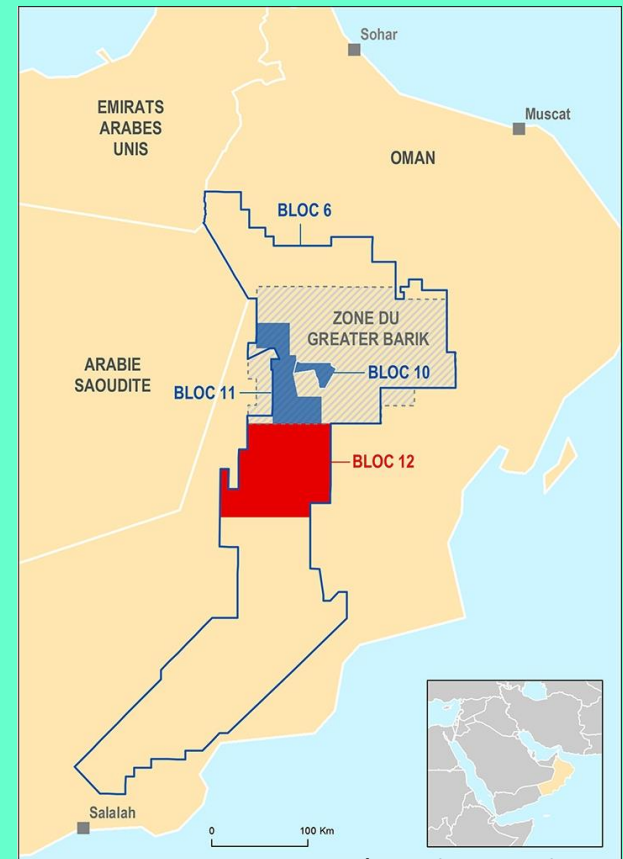 Sohar
EMIRATS
ARABES
UNIS
Muscat
OMAN
BLOC 6
ZONE DU
GREATER BARIK
ARABIE
SAOUDITE
BLOC 10
BLOC 11
BLOC 12
Salalah
0
100 Km